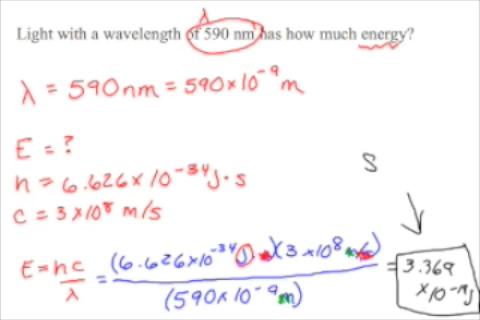 λ
Light with a wavelength of 590 nm has how much energy?
λ = 590nm = 590×10⁻⁹ m
E = ?
h = 6.626×10⁻³⁴ J·s
S
c = 3×10⁸ m/s
E = hc/λ = (6.626×10⁻³⁴ J·s)(3×10⁸ m/s)/(590×10⁻⁹ m) = 3.369 ×10⁻¹⁹ J